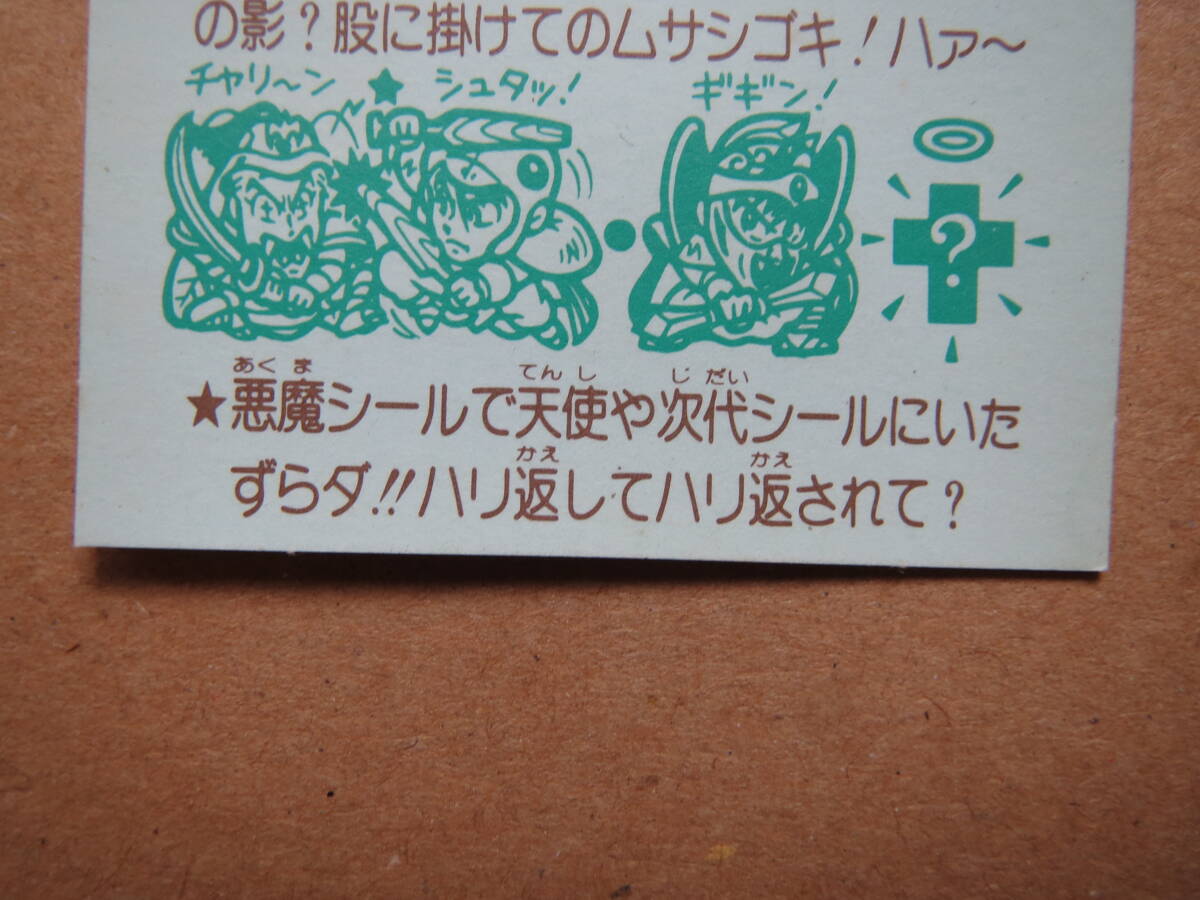 の影？股に掛けてのムサシゴキ！ハァ〜
チャリ〜ン ★ シュタッ！ ギギン！
?
あくま てんし じだい
★悪魔シールで天使や次代シールにいた
かえ かえ
ずらダ!!ハリ返してハリ返されて？